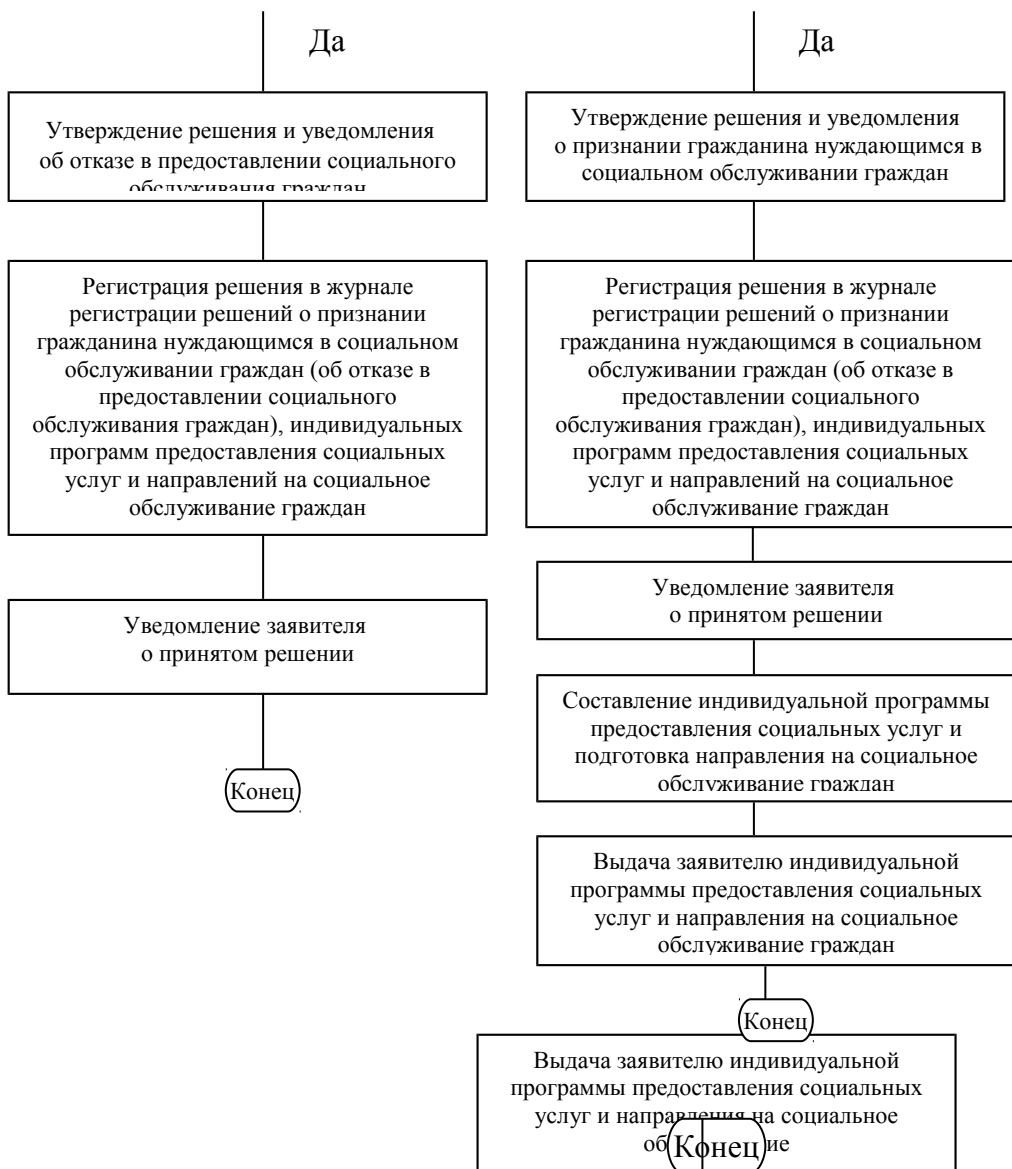 Да
Утверждение решения и уведомления
об отказе в предоставлении социального
обслуживания граждан
Регистрация решения в журнале
регистрации решений о признании
гражданина нуждающимся в социальном
обслуживании граждан (об отказе в
предоставлении социального
обслуживания граждан), индивидуальных
программ предоставления социальных
услуг и направлений на социальное
обслуживание граждан
Уведомление заявителя
о принятом решении
Конец
Да
Утверждение решения и уведомления
о признании гражданина нуждающимся в
социальном обслуживании граждан
Регистрация решения в журнале
регистрации решений о признании
гражданина нуждающимся в социальном
обслуживании граждан (об отказе в
предоставлении социального
обслуживания граждан), индивидуальных
программ предоставления социальных
услуг и направлений на социальное
обслуживание граждан
Уведомление заявителя
о принятом решении
Составление индивидуальной программы
предоставления социальных услуг и
подготовка направления на социальное
обслуживание граждан
Выдача заявителю индивидуальной
программы предоставления социальных
услуг и направления на социальное
обслуживание граждан
Конец
Выдача заявителю индивидуальной
программы предоставления социальных
услуг и направления на социальное
Конец